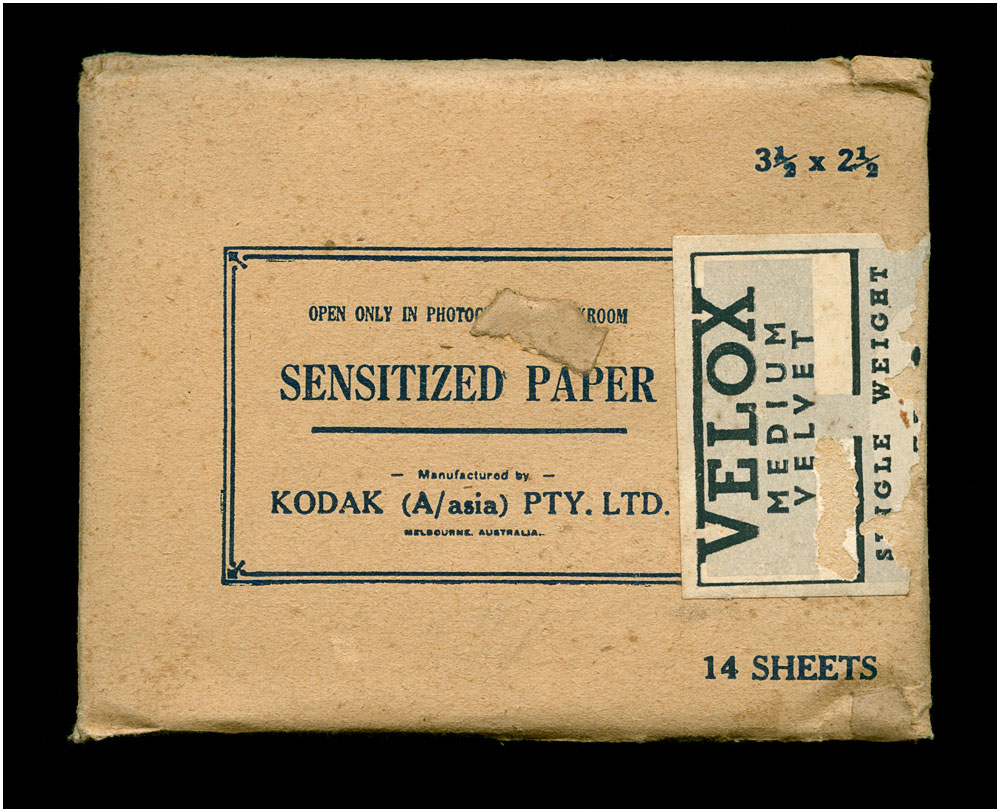 3½ x 2½
OPEN ONLY IN PHOTOG ROOM
SENSITIZED PAPER
— Manufactured by —
KODAK (A/asia) PTY. LTD.
MELBOURNE. AUSTRALIA.
VELOX
MEDIUM
VELVET
SINGLE WEIGHT
14 SHEETS